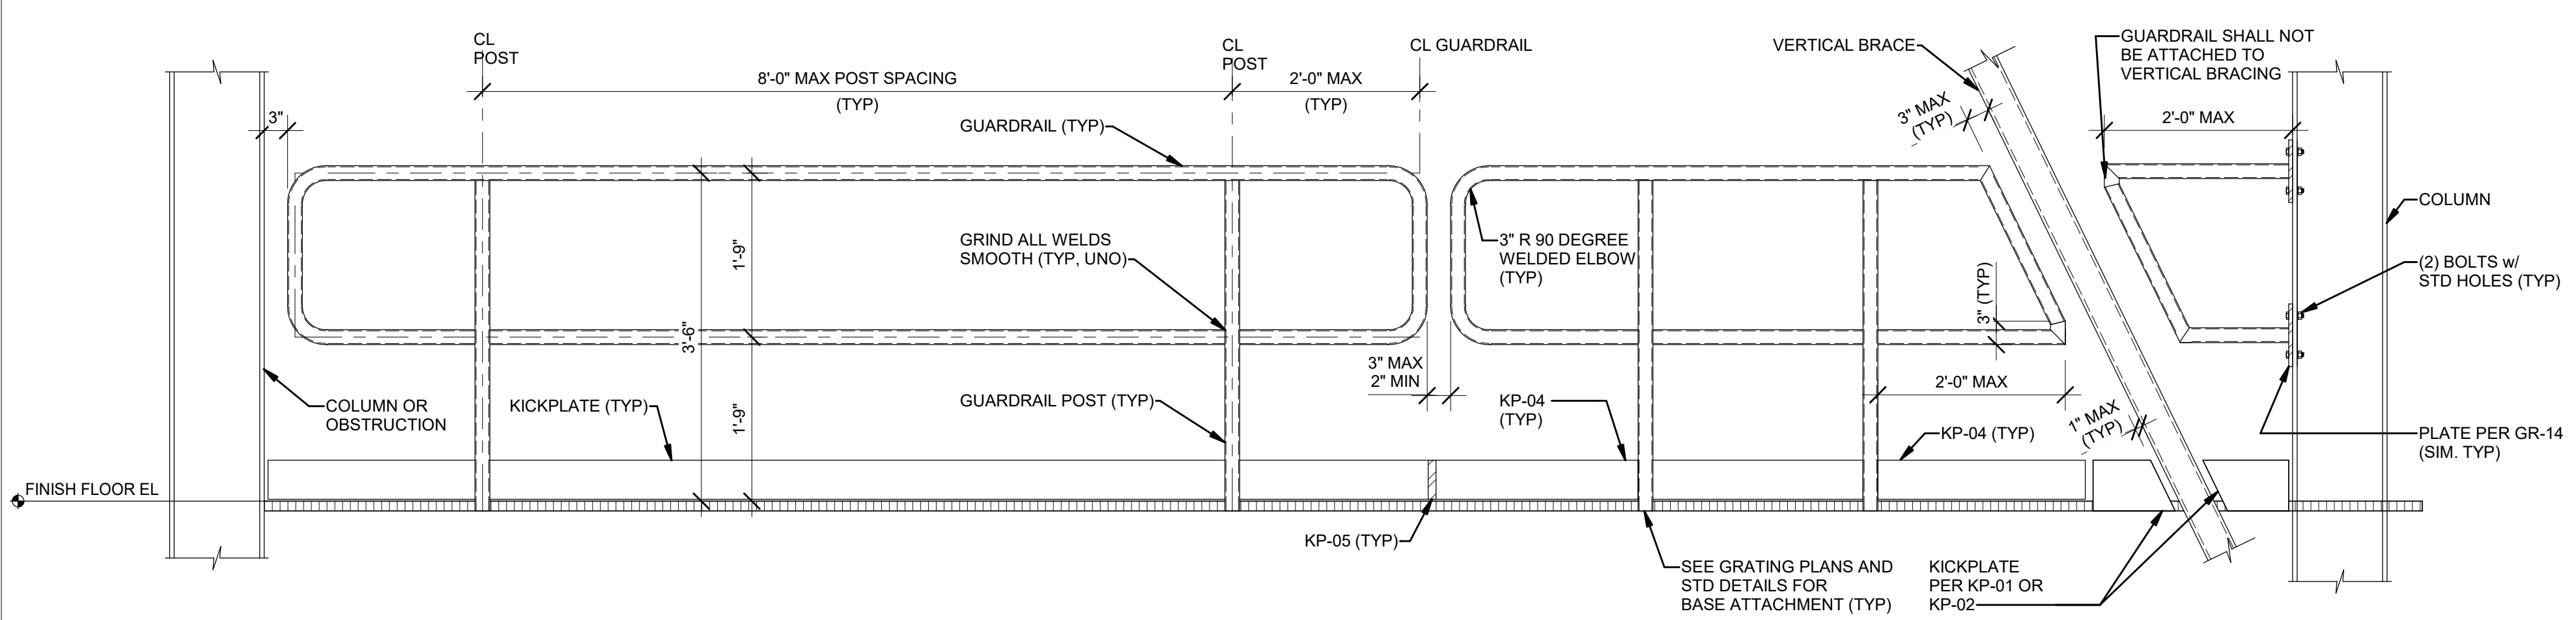 CL
POST
8'-0" MAX POST SPACING
(TYP)
CL
POST
2'-0" MAX
(TYP)
CL GUARDRAIL
VERTICAL BRACE
GUARDRAIL SHALL NOT
BE ATTACHED TO
VERTICAL BRACING
3"
GUARDRAIL (TYP)
3" MAX
(TYP)
2'-0" MAX
COLUMN
1'-9"
GRIND ALL WELDS
SMOOTH (TYP, UNO)
3" R 90 DEGREE
WELDED ELBOW
(TYP)
3" (TYP)
(2) BOLTS w/
STD HOLES (TYP)
3'-6"
3" MAX
2" MIN
2'-0" MAX
COLUMN OR
OBSTRUCTION
KICKPLATE (TYP)
1'-9"
GUARDRAIL POST (TYP)
KP-04
(TYP)
KP-04 (TYP)
1" MAX
(TYP)
PLATE PER GR-14
(SIM. TYP)
FINISH FLOOR EL
KP-05 (TYP)
SEE GRATING PLANS AND
STD DETAILS FOR
BASE ATTACHMENT (TYP)
KICKPLATE
PER KP-01 OR
KP-02